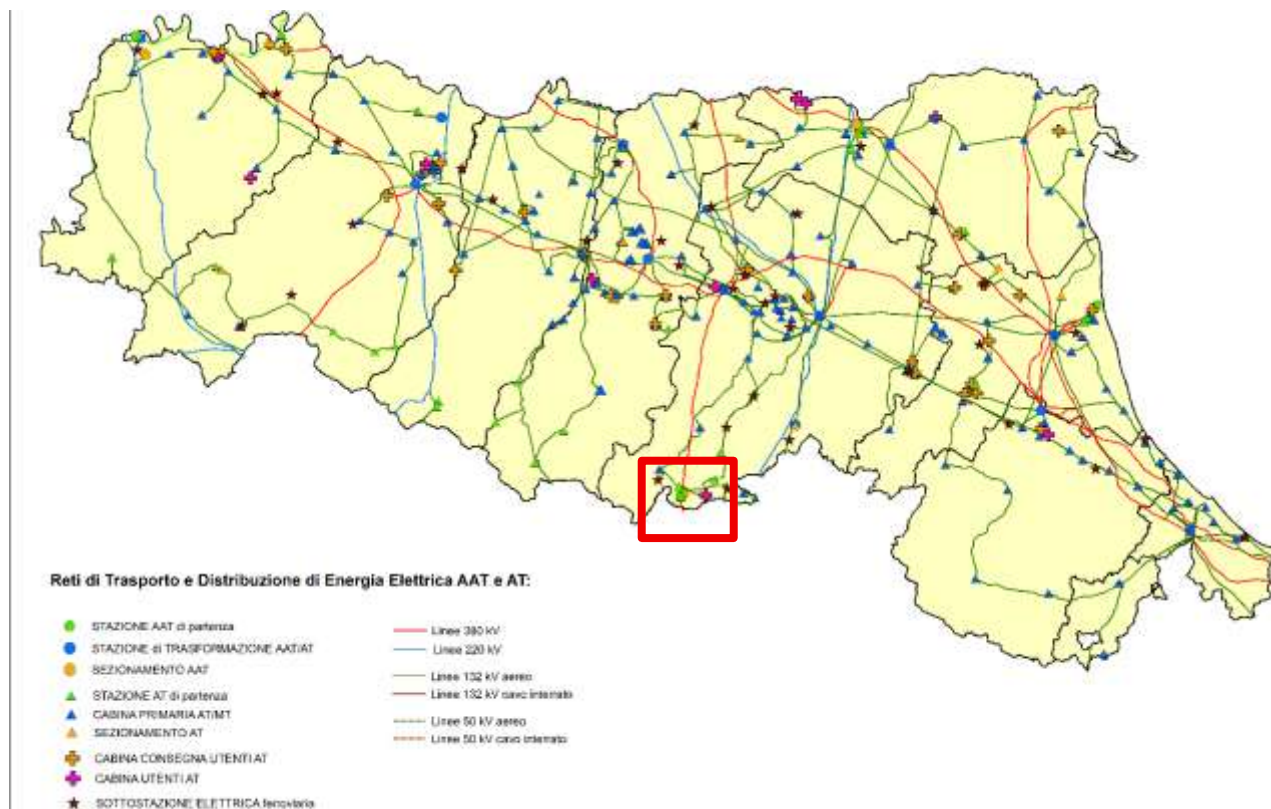 Reti di Trasporto e Distribuzione di Energia Elettrica AAT e AT:
STAZIONE AAT di partenza
STAZIONE di TRASFORMAZIONE AAT/AT
SEZIONAMENTO AAT
STAZIONE AT di partenza
CABINA PRIMARIA AT/MT
SEZIONAMENTO AT
CABINA CONSEGNA UTENTI AT
CABINA UTENTI AT
SOTTOSTAZIONE ELETTRICA ferroviaria
Linee 380 kV
Linee 220 kV
Linee 132 kV aereo
Linee 132 kV cavo interrato
Linee 50 kV aereo
Linee 50 kV cavo interrato